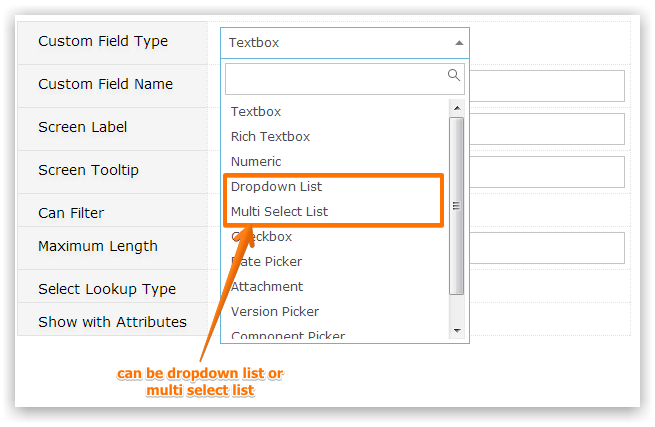 Custom Field Type
Textbox
Custom Field Name
Screen Label
Screen Tooltip
Can Filter
Maximum Length
Select Lookup Type
Show with Attributes
Textbox
Rich Textbox
Numeric
Dropdown List
Multi Select List
Checkbox
Date Picker
Attachment
Version Picker
Component Picker
can be dropdown list or
multi select list